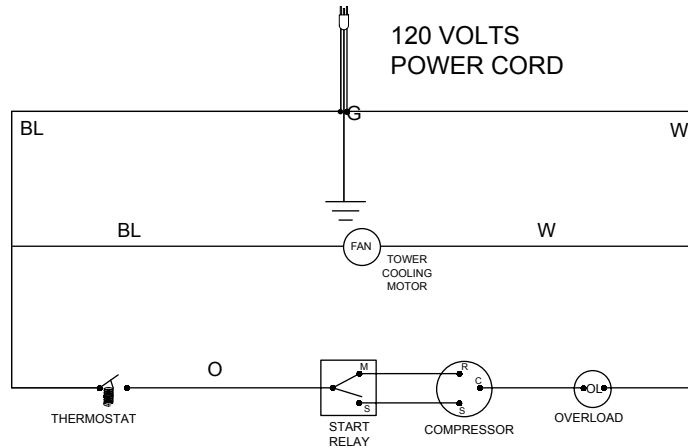 120 VOLTS
POWER CORD
G
BL
W
BL
W
FAN
TOWER
COOLING
MOTOR
O
M
S
R
C
S
OL
THERMOSTAT
START
RELAY
COMPRESSOR
OVERLOAD